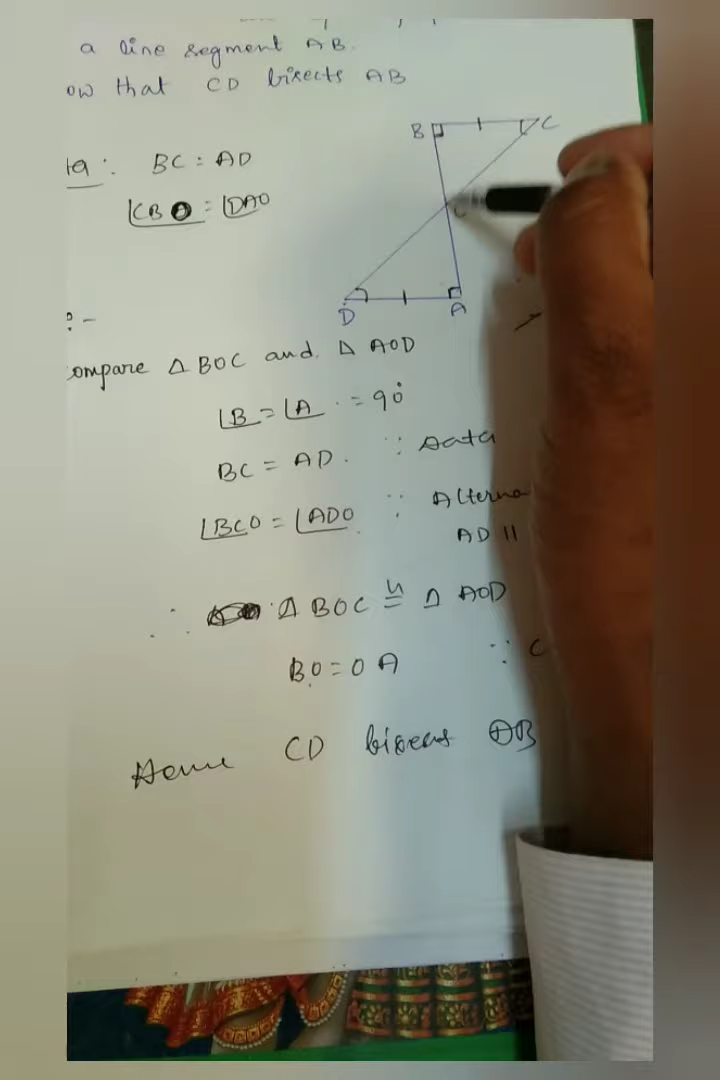 a line segment AB.
ow that CD bisects AB
ta : BC = AD
∠CBO = ∠DAO
B
C
D
A
: -
ompare △ BOC and. △ AOD
∠B = ∠A = 90°
BC = AD. ∵ Data
∠BCO = ∠ADO ∵ Alterna
AD ||
∴ △ BOC ≅ △ AOD
BO = OA ∵ C
Hence CD bisects AB